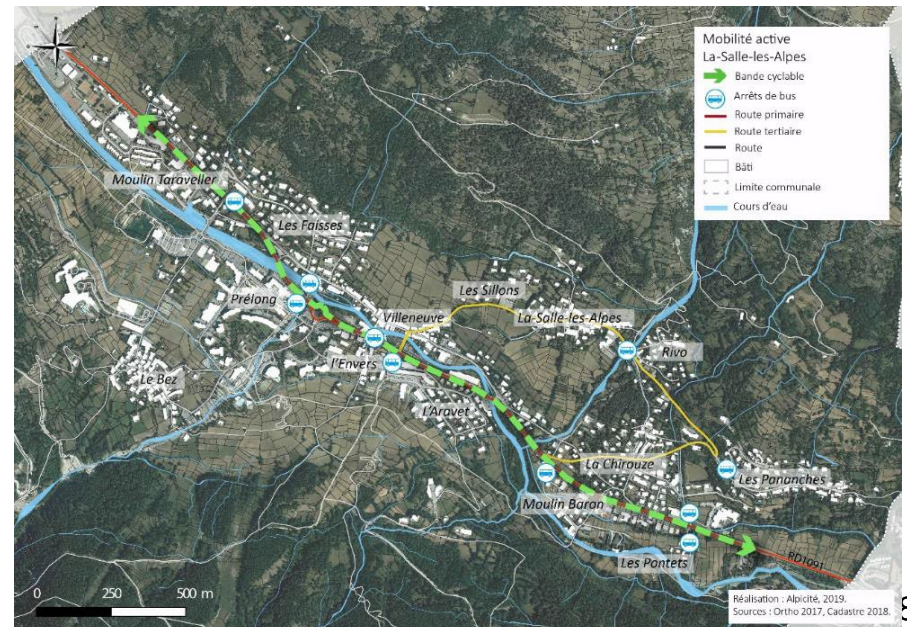 Mobilité active
La-Salle-les-Alpes
Bande cyclable
Arrêts de bus
Route primaire
Route tertiaire
Route
Bâti
Limite communale
Cours d'eau
Moulin Taraveller
Les Faisses
Les Sillons
Prélong
Villeneuve
La-Salle-les-Alpes
Rivo
l'Envers
Le Bez
L'Aravet
La Chirouze
Les Pananches
Moulin Baran
Les Pontets
RD1091
0 250 500 m
Réalisation : Alpicité, 2019.
Sources : Ortho 2017, Cadastre 2018.